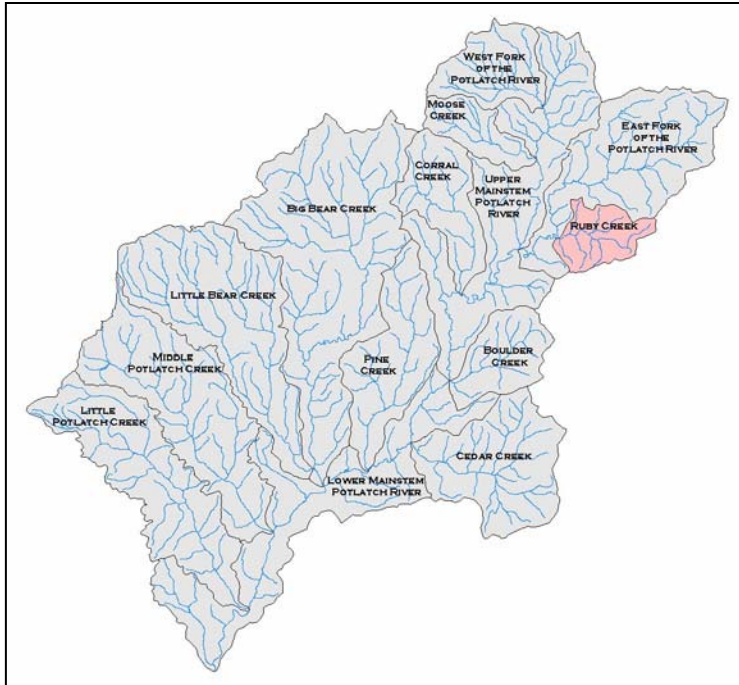 WEST FORK
OF THE
POTLATCH RIVER
MOOSE
CREEK
EAST FORK
OF THE
POTLATCH RIVER
CORRAL
CREEK
UPPER
MAINSTEM
POTLATCH
RIVER
BIG BEAR CREEK
RUBY CREEK
LITTLE BEAR CREEK
MIDDLE
POTLATCH CREEK
PINE
CREEK
BOULDER
CREEK
LITTLE
POTLATCH CREEK
CEDAR CREEK
LOWER MAINSTEM
POTLATCH RIVER